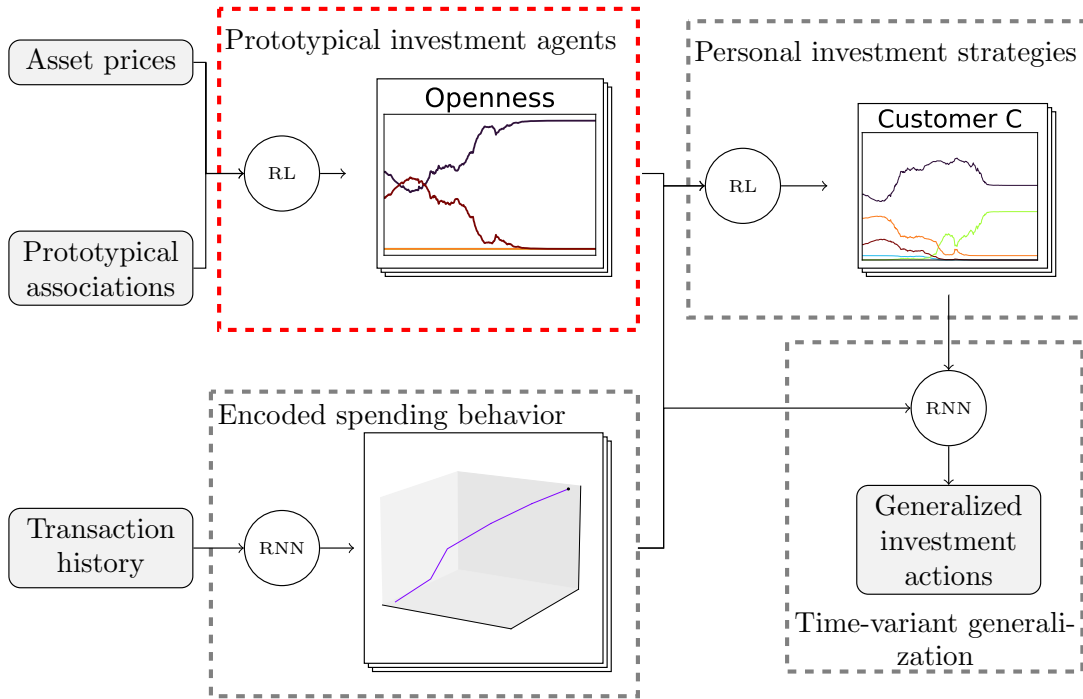 Prototypical investment agents
Personal investment strategies
Asset prices
Openness
Customer C
RL
RL
Prototypical
associations
Encoded spending behavior
RNN
Transaction
history
RNN
Generalized
investment
actions
Time-variant generali-
zation